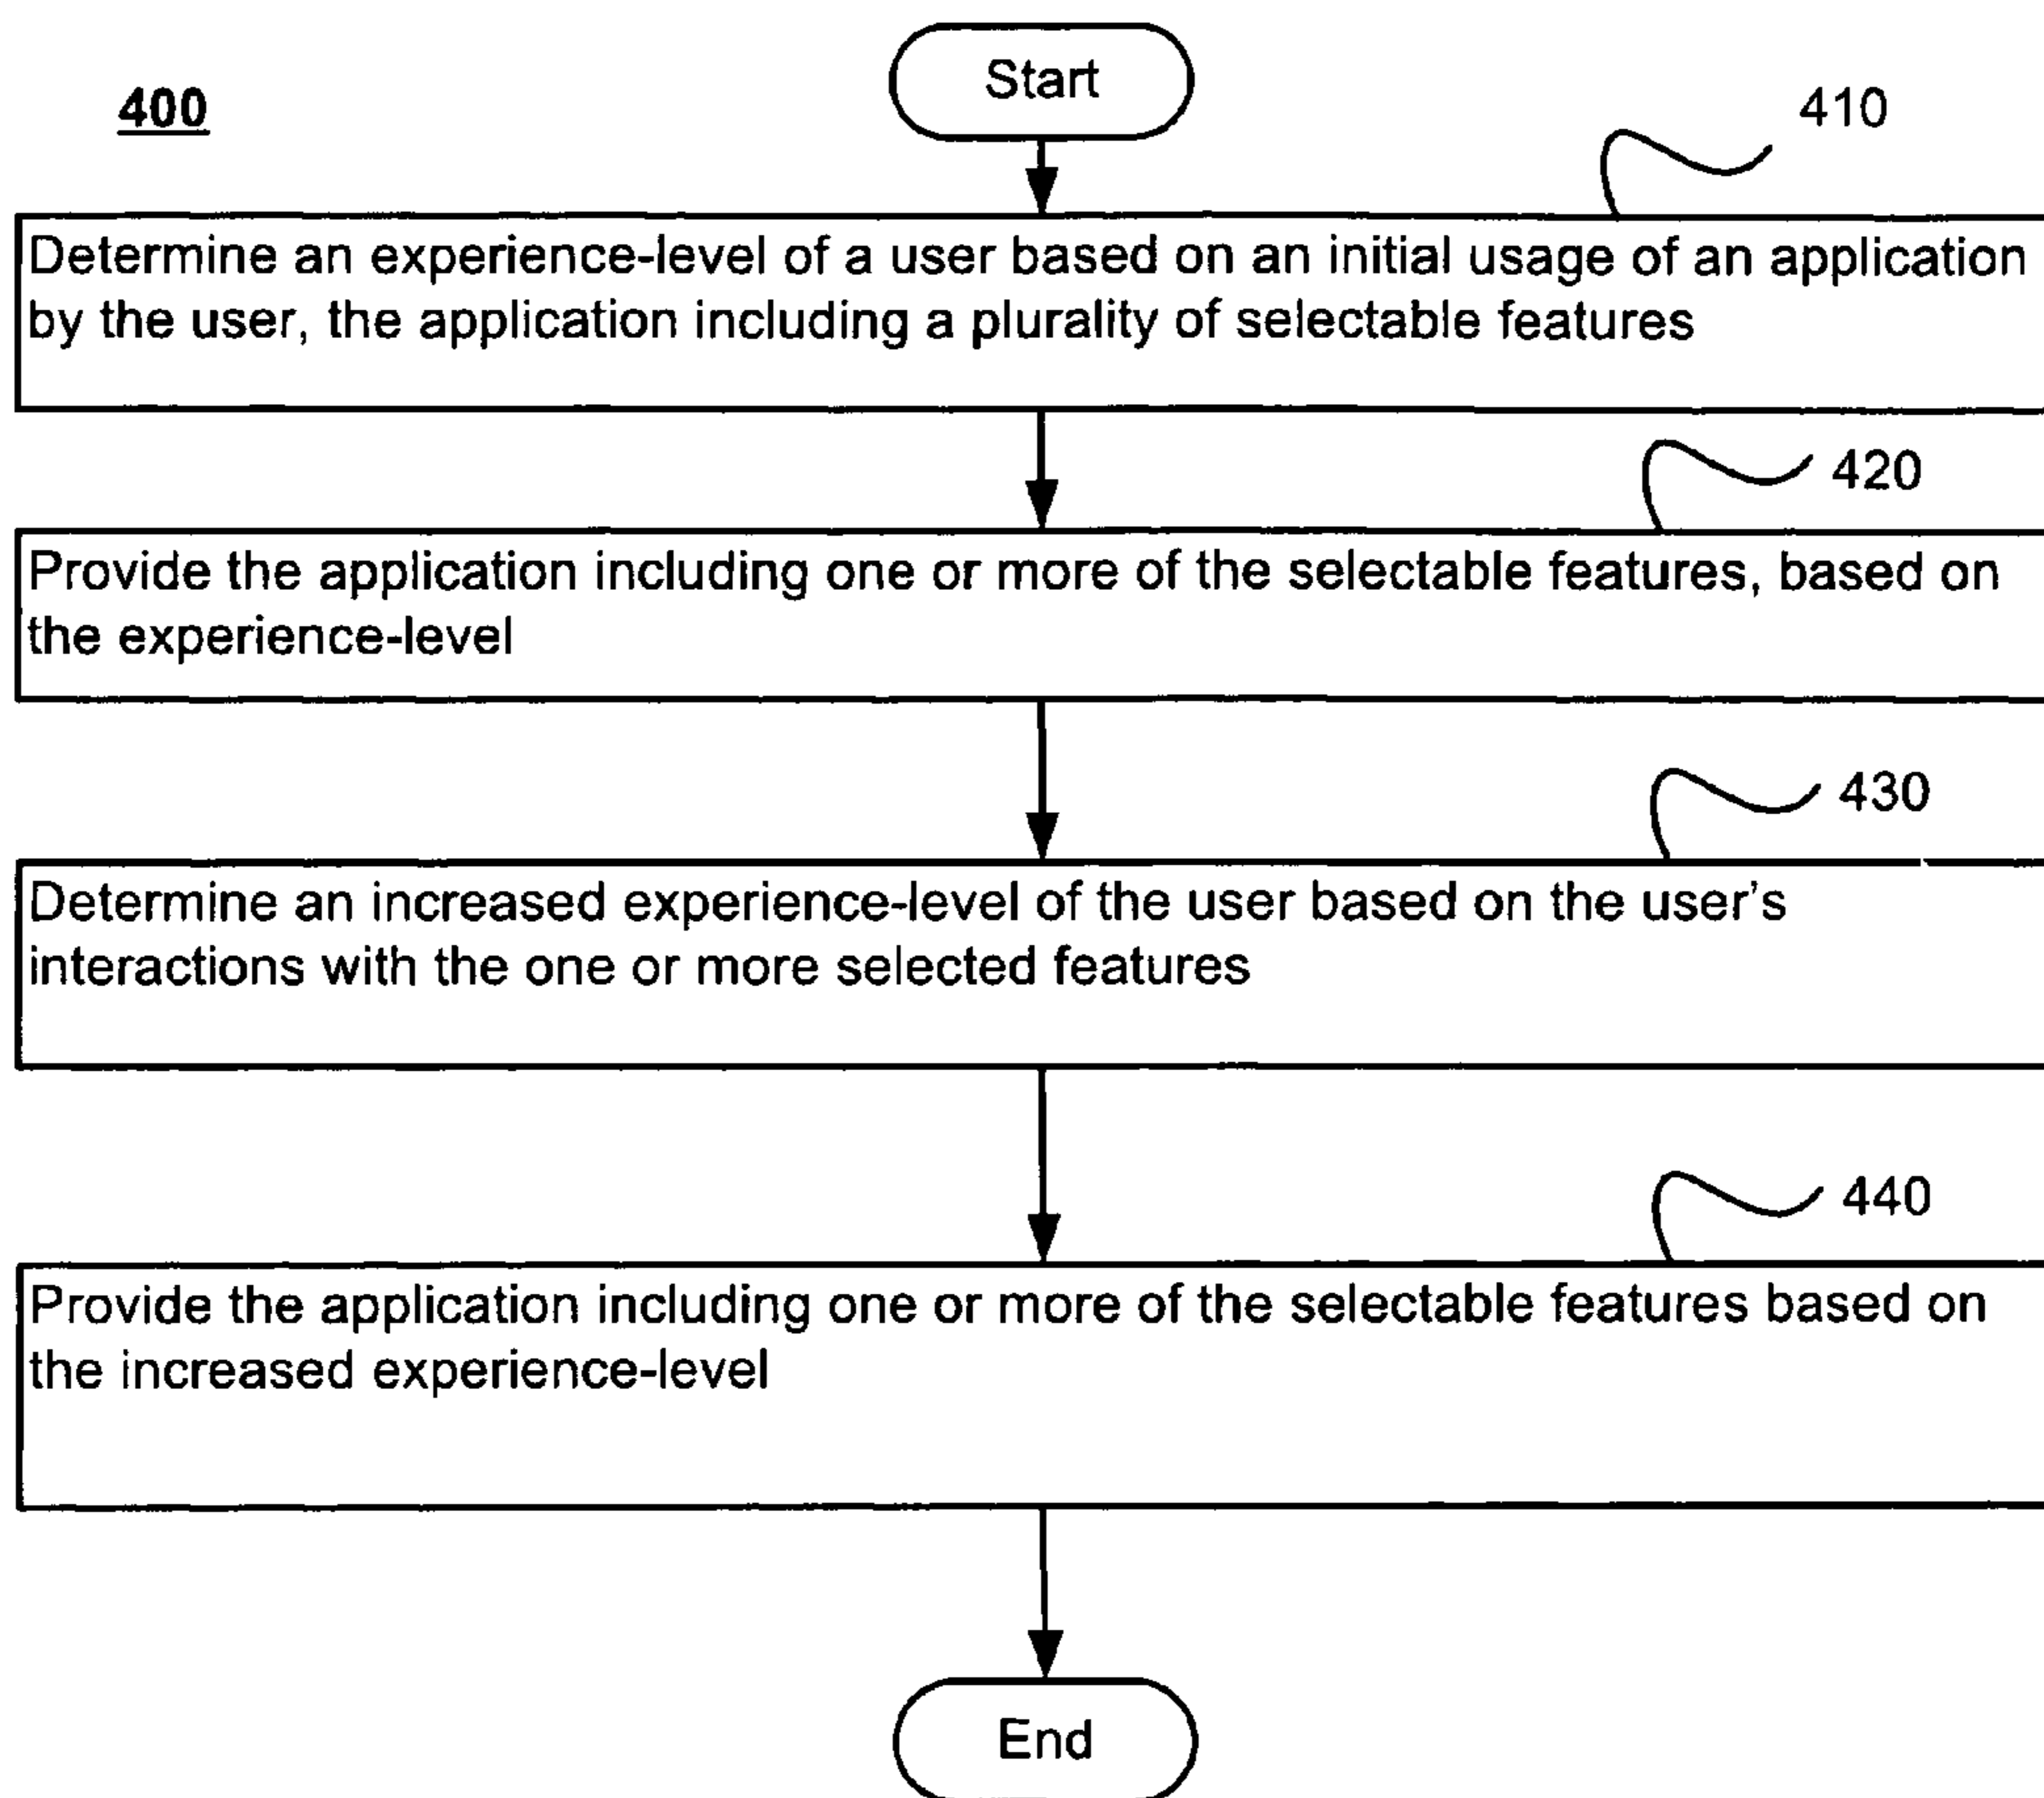 Start
400
410
Determine an experience-level of a user based on an initial usage of an application
by the user, the application including a plurality of selectable features
420
Provide the application including one or more of the selectable features, based on
the experience-level
430
Determine an increased experience-level of the user based on the user's
interactions with the one or more selected features
440
Provide the application including one or more of the selectable features based on
the increased experience-level
End